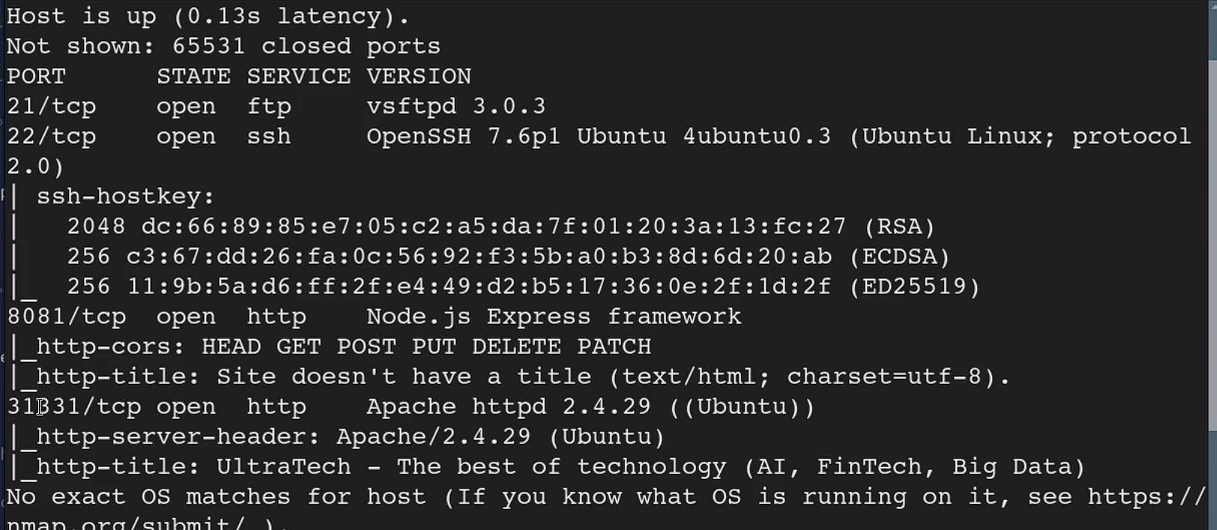 Host is up (0.13s latency).
Not shown: 65531 closed ports
PORT      STATE SERVICE VERSION
21/tcp    open  ftp     vsftpd 3.0.3
22/tcp    open  ssh     OpenSSH 7.6p1 Ubuntu 4ubuntu0.3 (Ubuntu Linux; protocol
2.0)
| ssh-hostkey:
|   2048 dc:66:89:85:e7:05:c2:a5:da:7f:01:20:3a:13:fc:27 (RSA)
|   256 c3:67:dd:26:fa:0c:56:92:f3:5b:a0:b3:8d:6d:20:ab (ECDSA)
|_  256 11:9b:5a:d6:ff:2f:e4:49:d2:b5:17:36:0e:2f:1d:2f (ED25519)
8081/tcp  open  http    Node.js Express framework
|_http-cors: HEAD GET POST PUT DELETE PATCH
|_http-title: Site doesn't have a title (text/html; charset=utf-8).
31331/tcp open  http    Apache httpd 2.4.29 ((Ubuntu))
|_http-server-header: Apache/2.4.29 (Ubuntu)
|_http-title: UltraTech - The best of technology (AI, FinTech, Big Data)
No exact OS matches for host (If you know what OS is running on it, see https://
nmap.org/submit/ ).